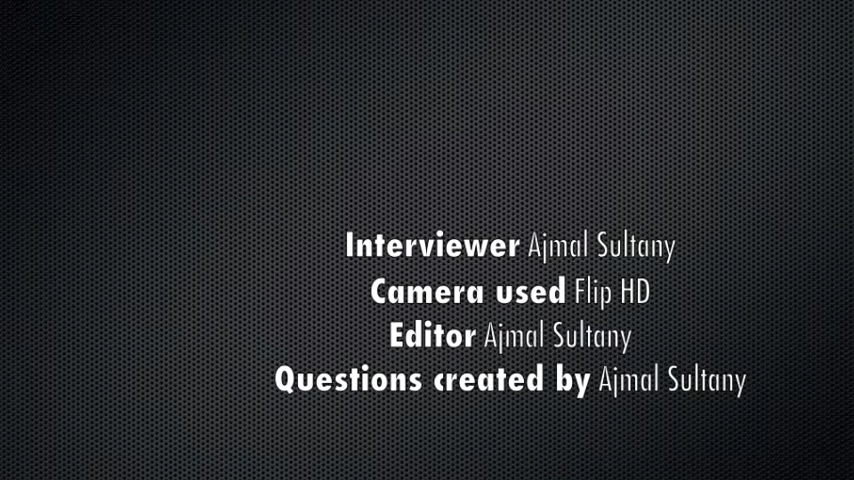 Interviewer Ajmal Sultany
Camera used Flip HD
Editor Ajmal Sultany
Questions created by Ajmal Sultany